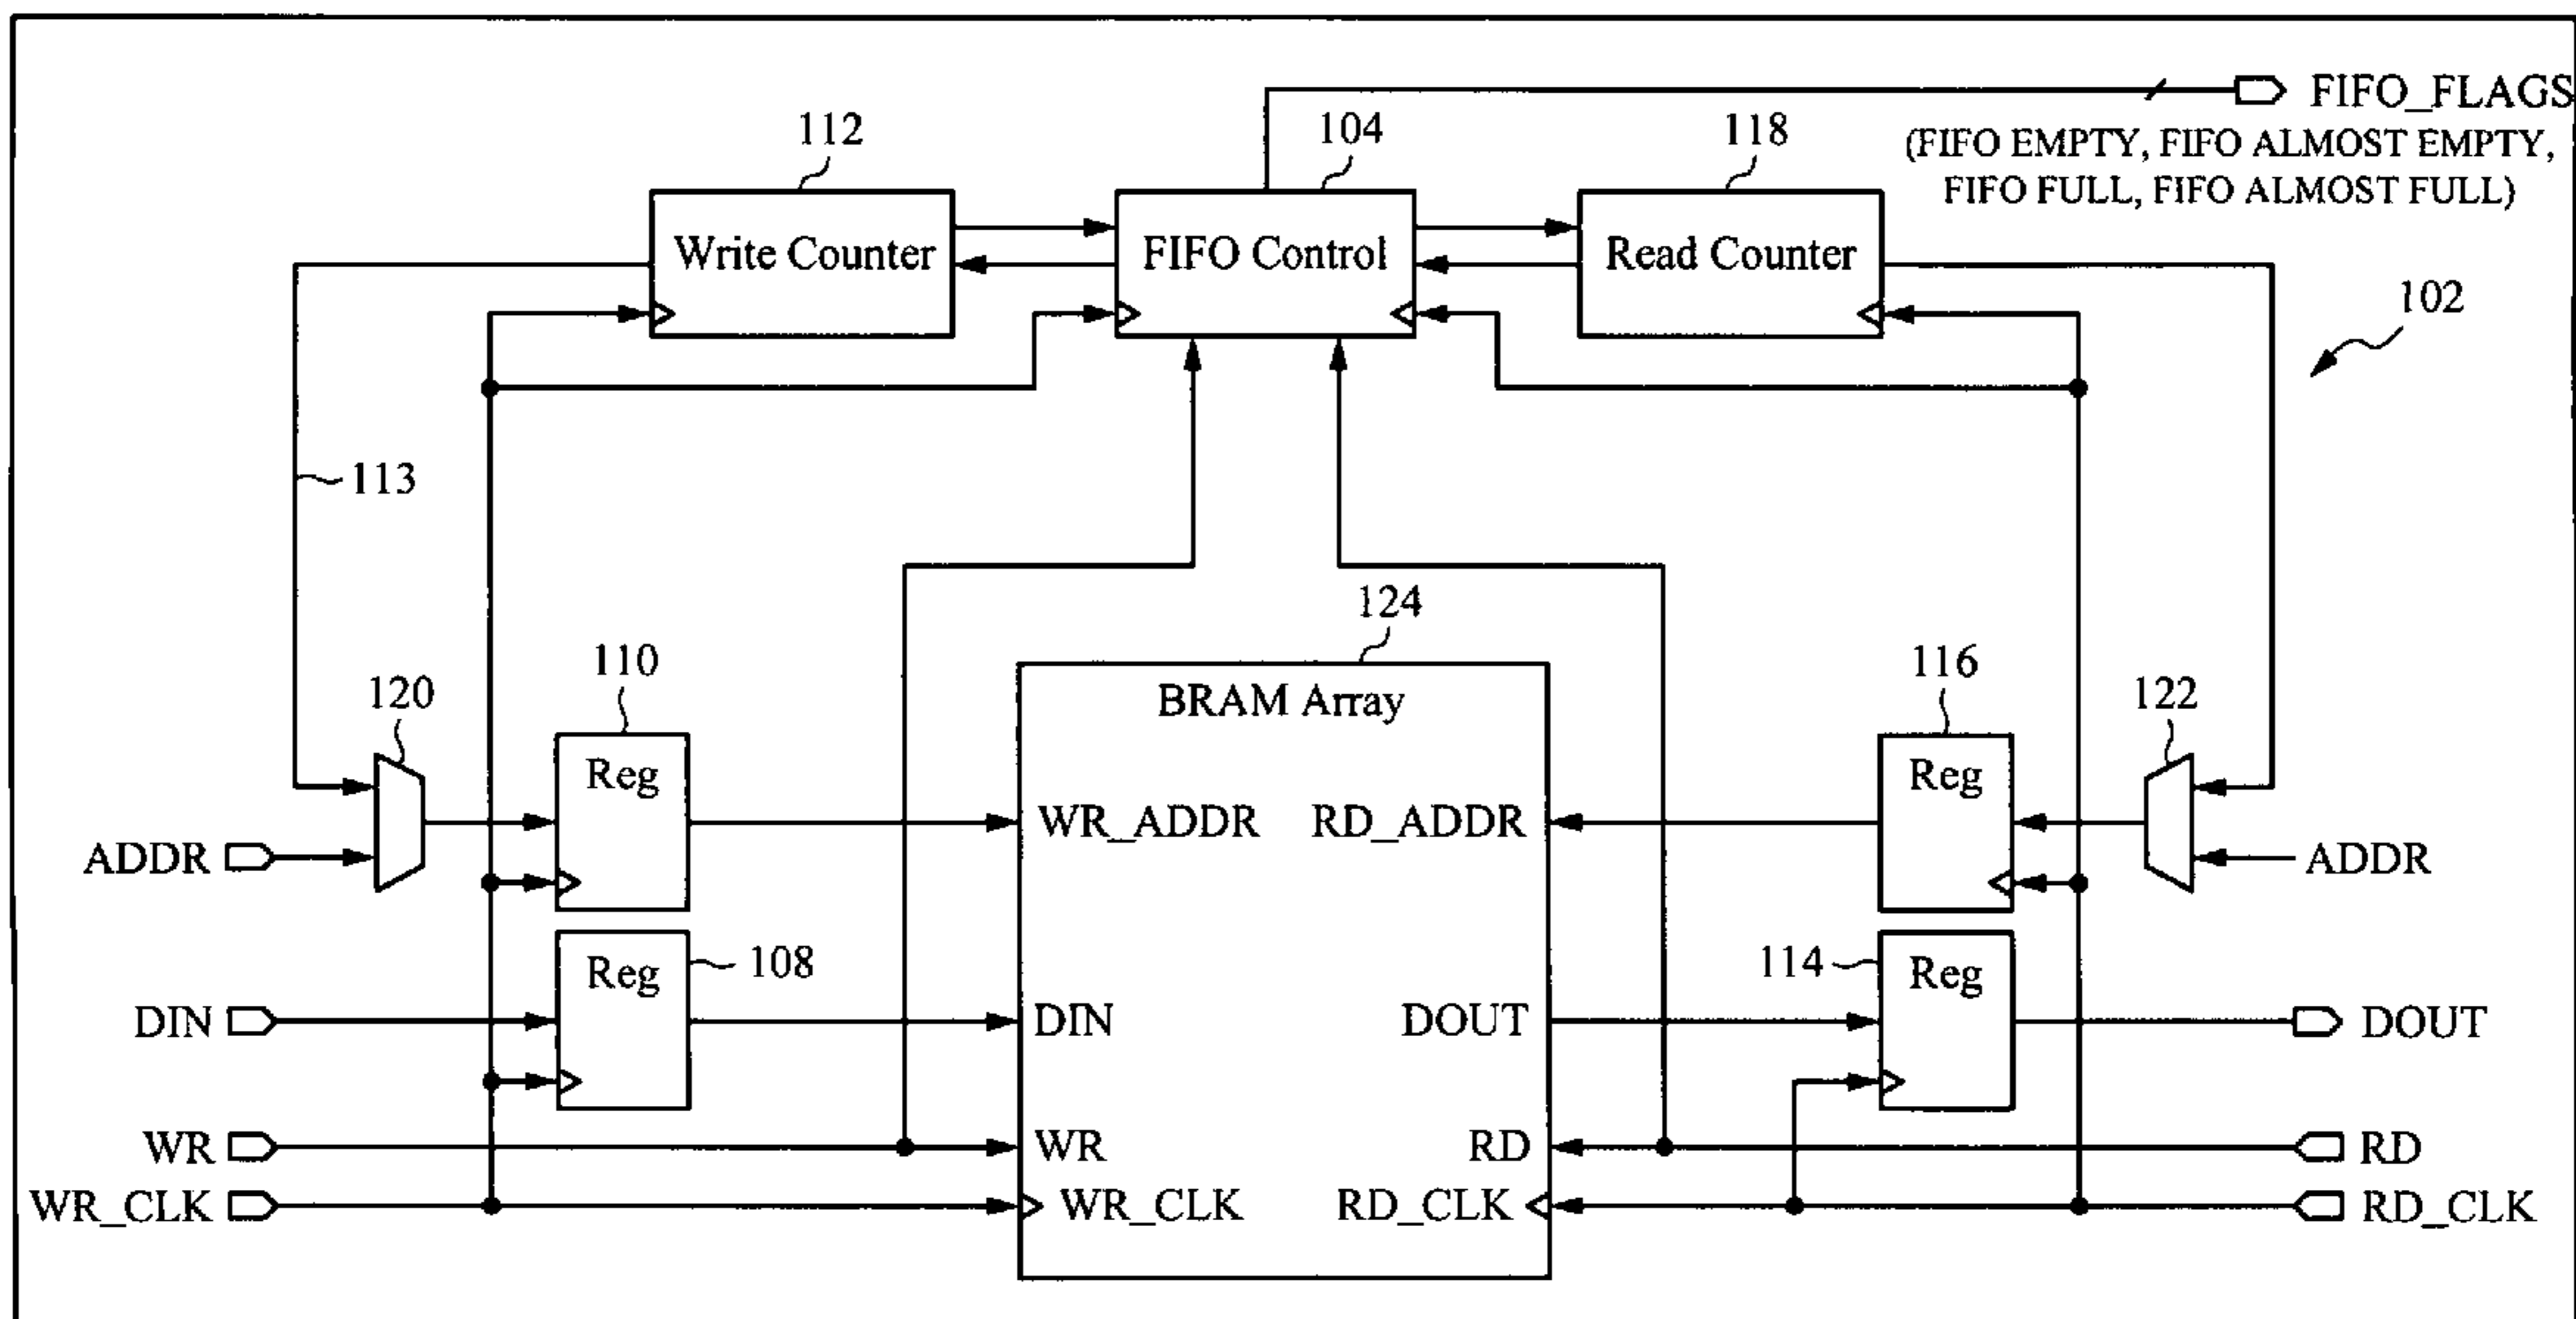 FIFO_FLAGS
(FIFO EMPTY, FIFO ALMOST EMPTY,
FIFO FULL, FIFO ALMOST FULL)
112
104
118
Write Counter
FIFO Control
Read Counter
102
113
124
BRAM Array
120
110
Reg
116
Reg
122
WR_ADDR
RD_ADDR
ADDR
ADDR
Reg
108
114
Reg
DIN
DIN
DOUT
DOUT
WR
WR
RD
RD
WR_CLK
WR_CLK
RD_CLK
RD_CLK